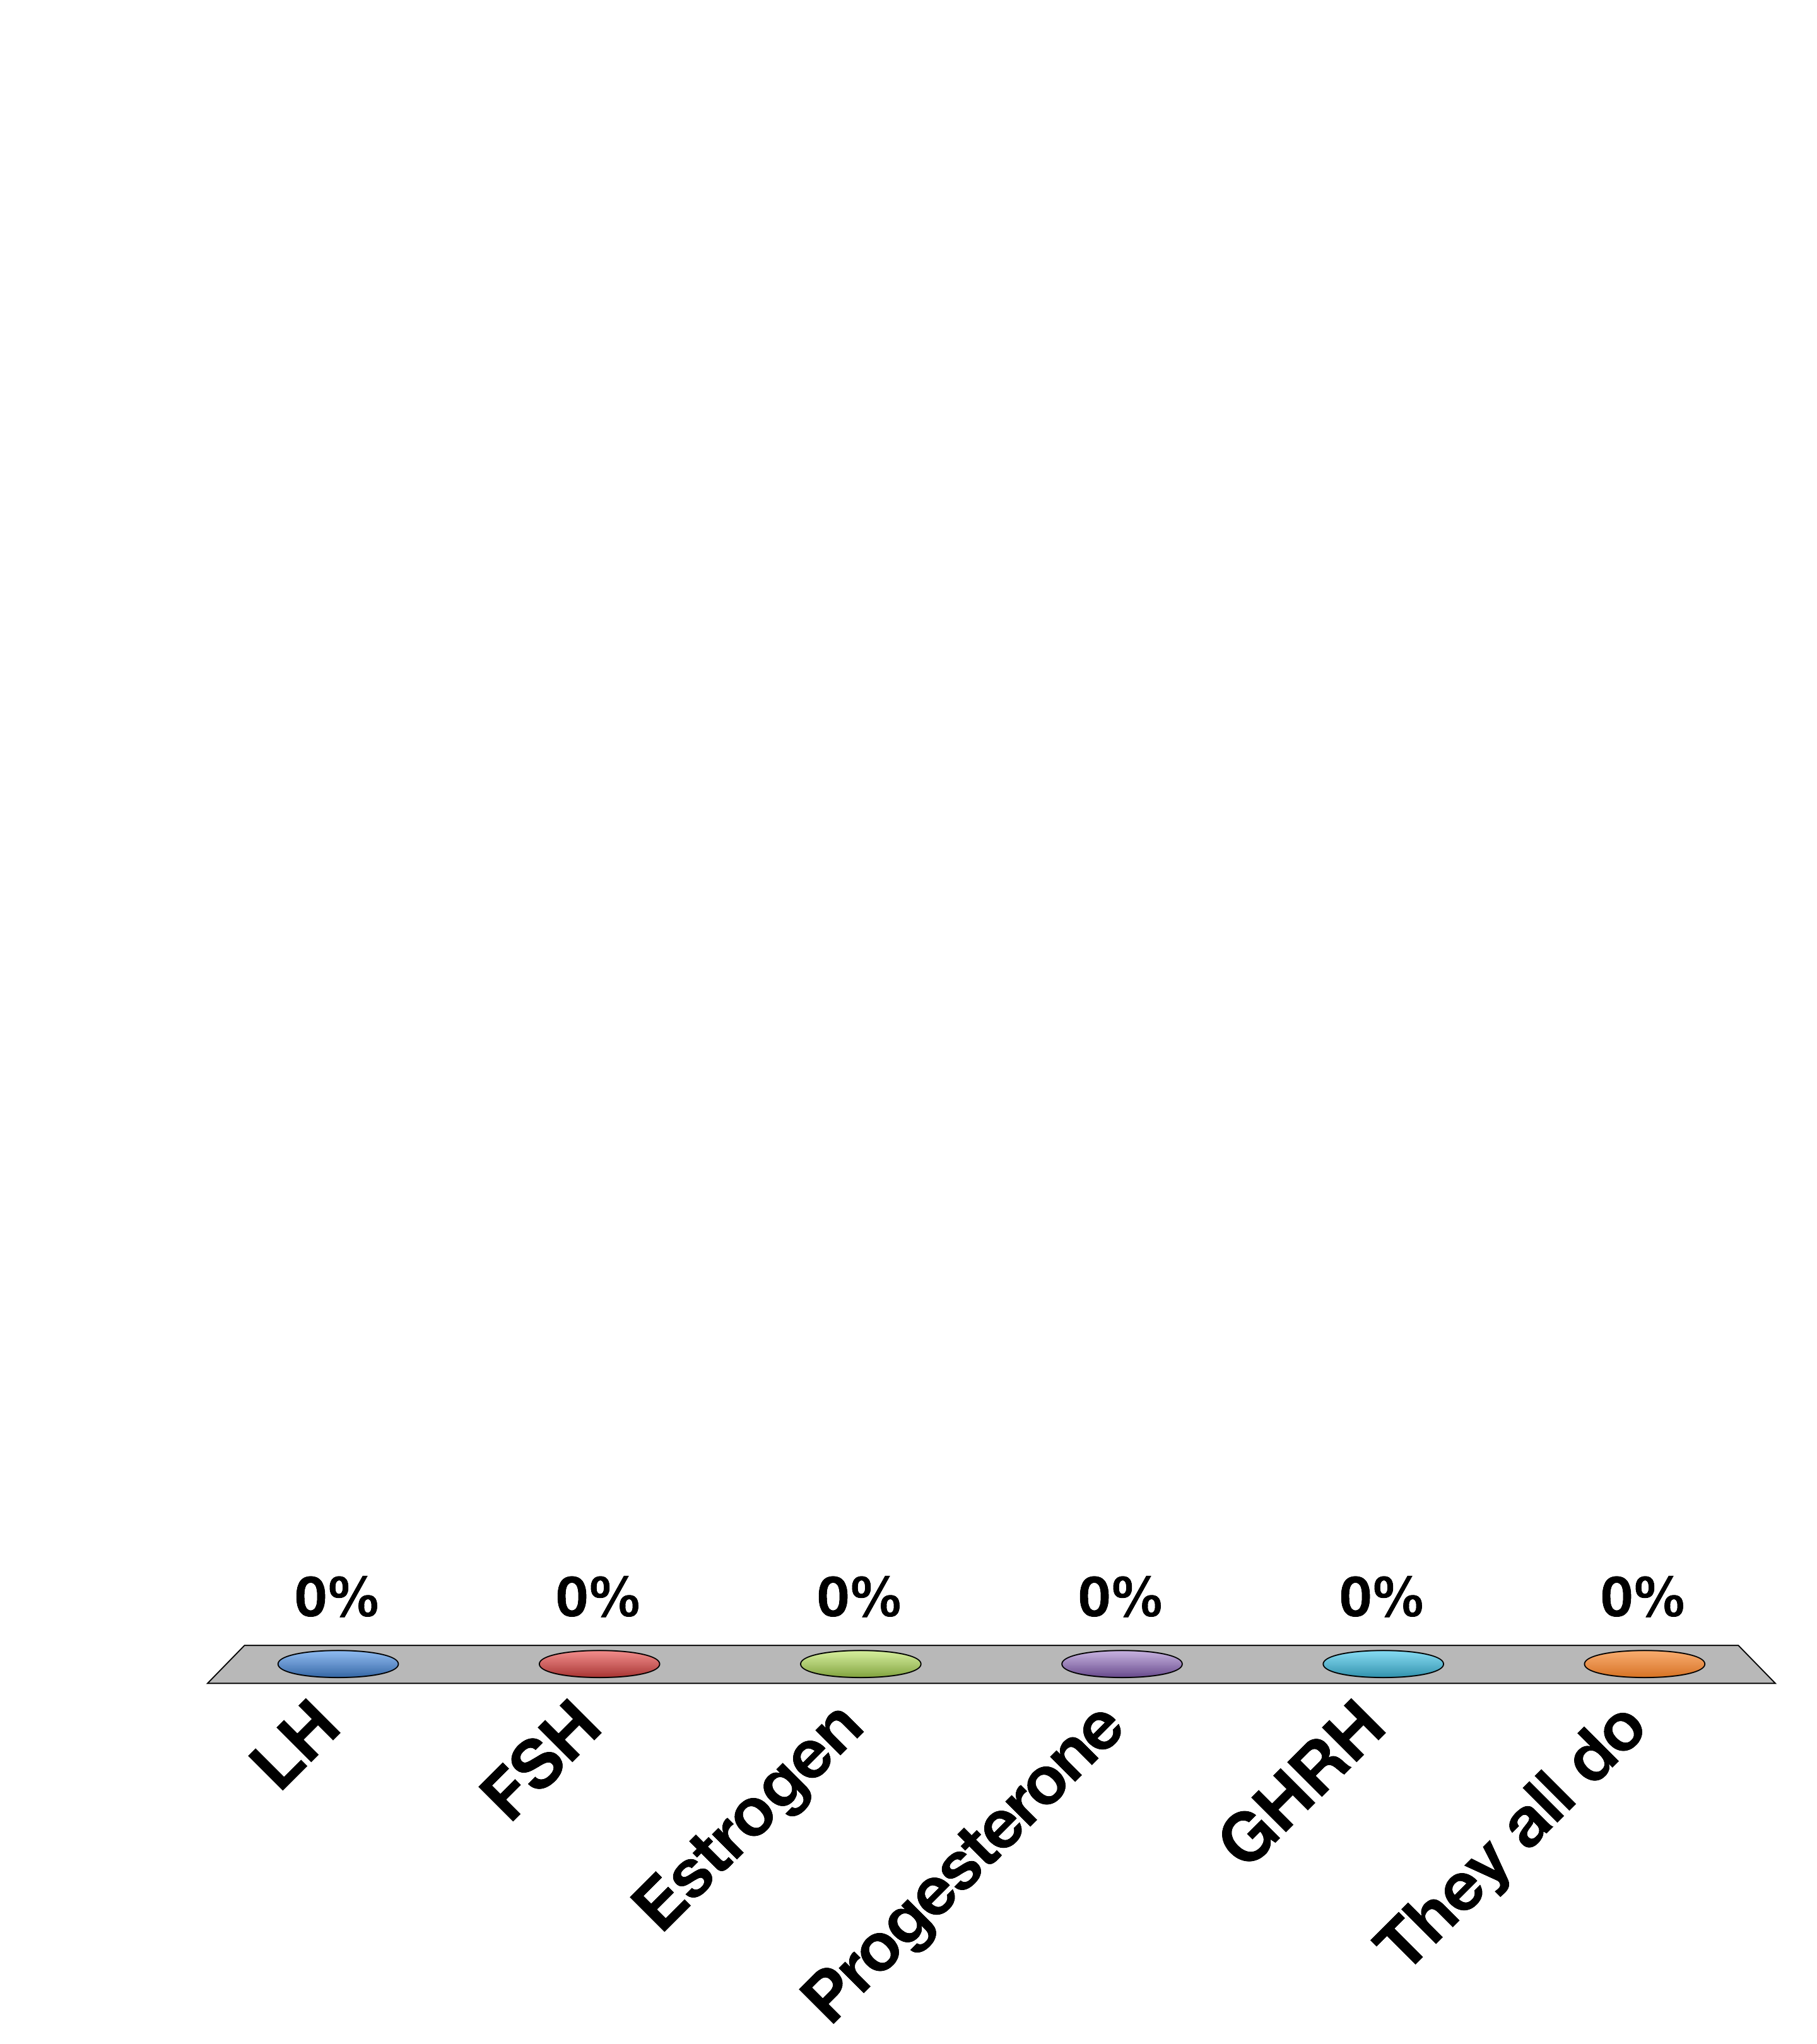 0% 0% 0% 0% 0% 0%
LH
FSH
Estrogen
Progesterone
GHRH
They all do